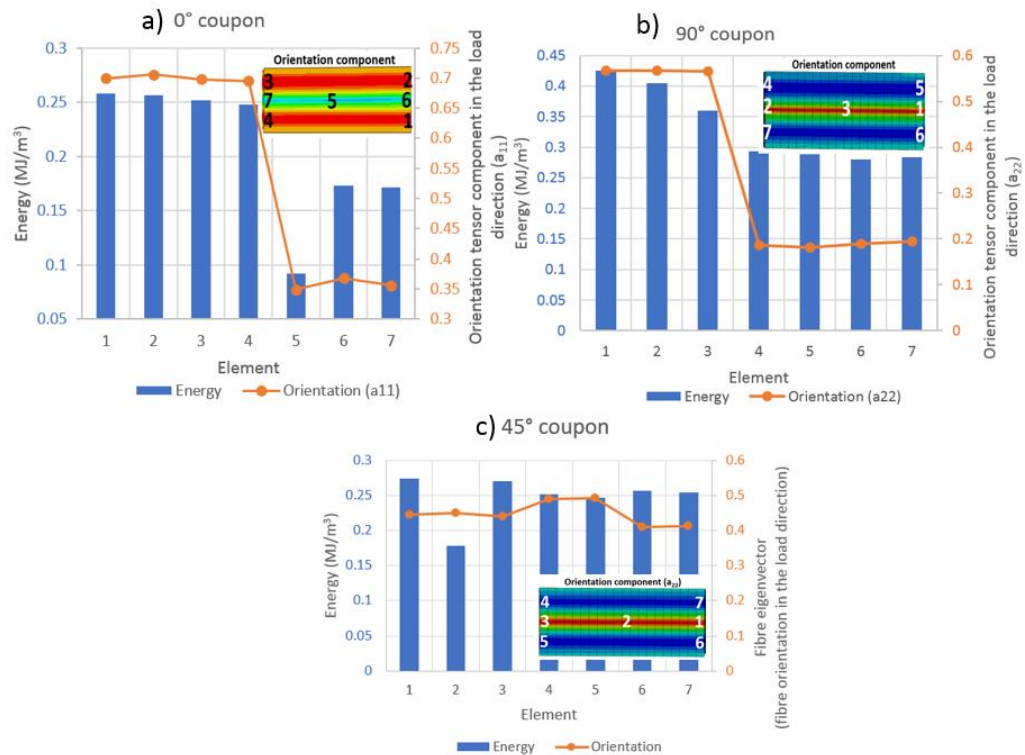 a) 0° coupon
0.3
0.25
0.2
0.15
0.1
0.05
Energy (MJ/m³)
0.75
0.7
0.65
0.6
0.55
0.5
0.45
0.4
0.35
0.3
Orientation tensor component in the load
direction (a₁₁)
Orientation component
3 2
7 5 6
4 1
1 2 3 4 5 6 7
Element
Energy Orientation (a11)
b) 90° coupon
0.45
0.4
0.35
0.3
0.25
0.2
0.15
0.1
0.05
0
Energy (MJ/m³)
0.6
0.5
0.4
0.3
0.2
0.1
0
Orientation tensor component in the load
direction (a₂₂)
Orientation component
4 5
2 3 1
7 6
1 2 3 4 5 6 7
Element
Energy Orientation (a22)
c) 45° coupon
0.3
0.25
0.2
0.15
0.1
0.05
0
Energy (MJ/m³)
0.6
0.5
0.4
0.3
0.2
0.1
0
Fibre eigenvector
(fibre orientation in the load direction)
Orientation component (a₂₂)
4 7
3 2 1
5 6
1 2 3 4 5 6 7
Element
Energy Orientation